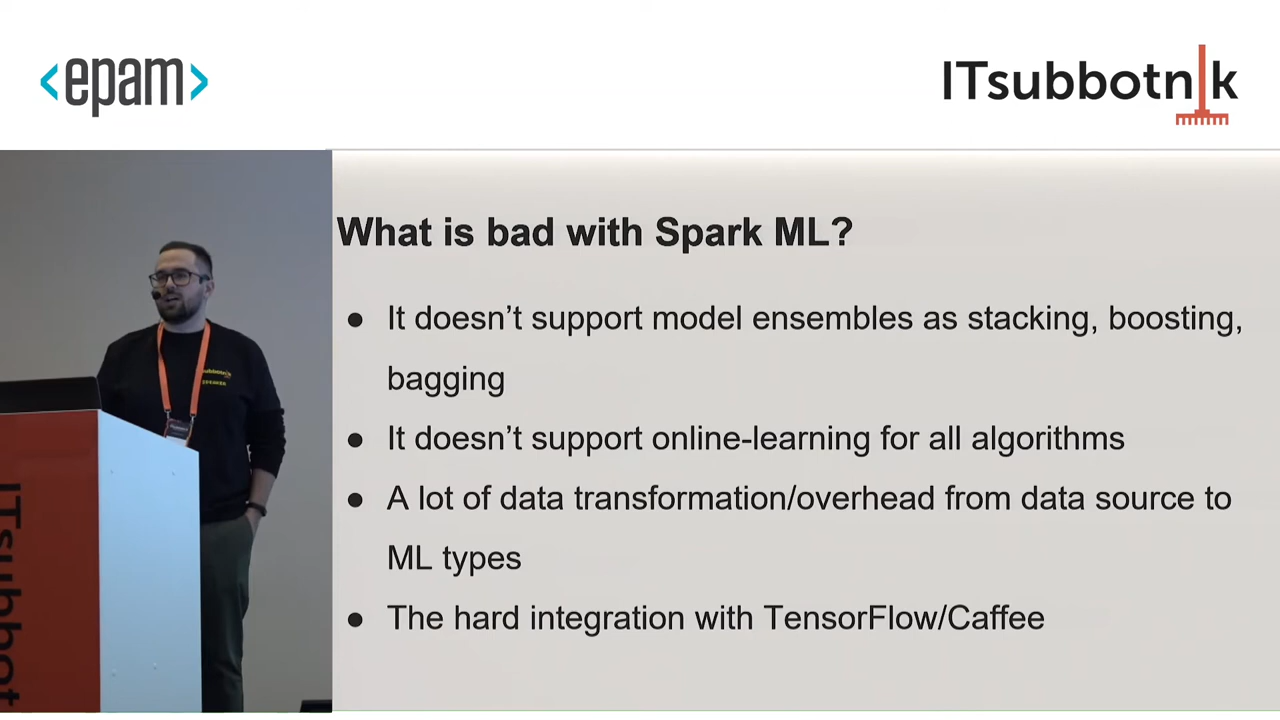 <epam>
ITsubbotnik
What is bad with Spark ML?
● It doesn’t support model ensembles as stacking, boosting,
bagging
● It doesn’t support online-learning for all algorithms
● A lot of data transformation/overhead from data source to
ML types
● The hard integration with TensorFlow/Caffee
ITsubbot